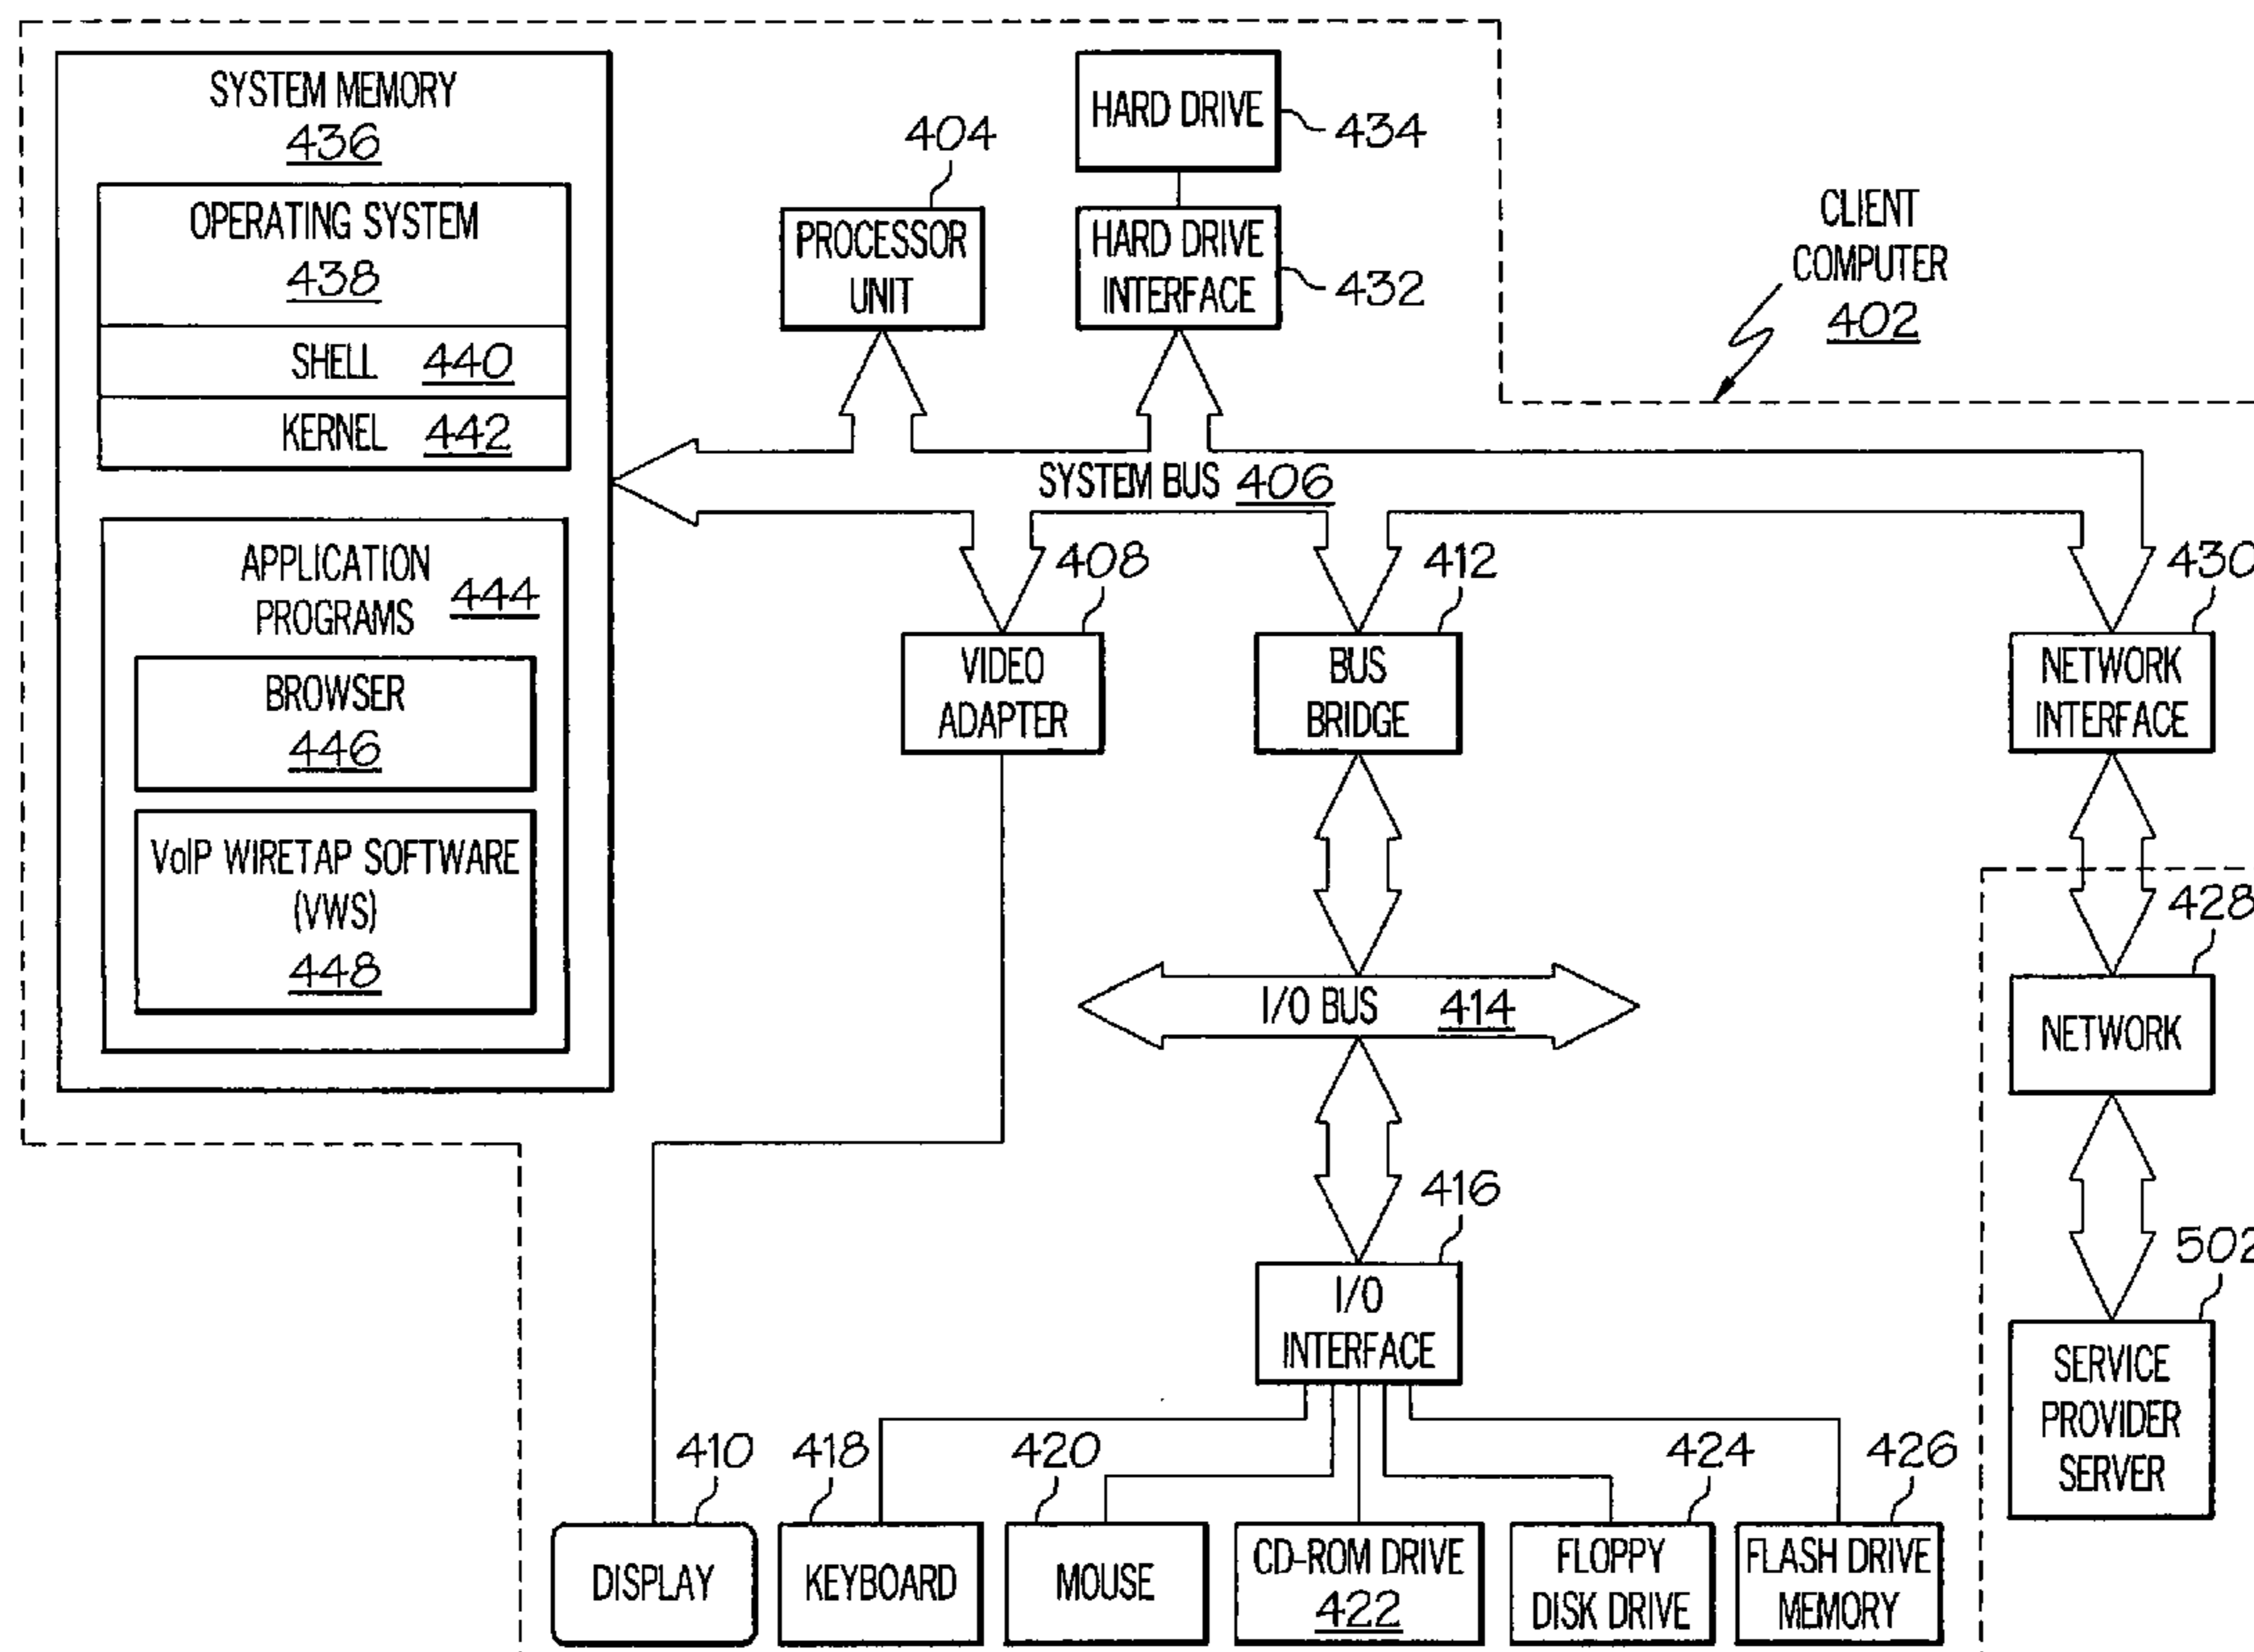 SYSTEM MEMORY
436
OPERATING SYSTEM
438
SHELL 440
KERNEL 442
APPLICATION
PROGRAMS 444
BROWSER
446
VoIP WIRETAP SOFTWARE
(VWS)
448
404
PROCESSOR
UNIT
HARD DRIVE
434
HARD DRIVE
INTERFACE
432
CLIENT
COMPUTER
402
SYSTEM BUS 406
408
VIDEO
ADAPTER
412
BUS
BRIDGE
430
NETWORK
INTERFACE
I/O BUS 414
428
NETWORK
416
I/O
INTERFACE
502
SERVICE
PROVIDER
SERVER
410
DISPLAY
418
KEYBOARD
420
MOUSE
CD-ROM DRIVE
422
424
FLOPPY
DISK DRIVE
426
FLASH DRIVE
MEMORY